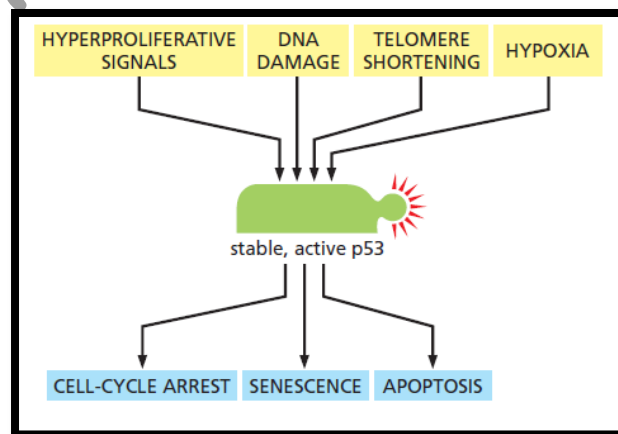 HYPERPROLIFERATIVE
SIGNALS
DNA
DAMAGE
TELOMERE
SHORTENING
HYPOXIA
stable, active p53
CELL-CYCLE ARREST
SENESCENCE
APOPTOSIS